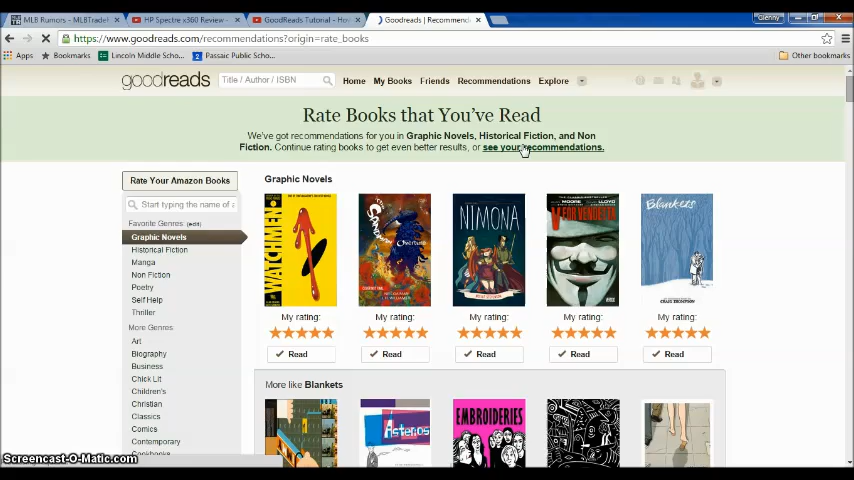 MLB Rumors - MLBTradeR
HP Spectre x360 Review -
GoodReads Tutorial - How
Goodreads | Recommend
Glenny
https://www.goodreads.com/recommendations?origin=rate_books
Apps
Bookmarks
Lincoln Middle Scho...
Passaic Public Sch...
Other bookmarks
goodreads
Title / Author / ISBN
Home
My Books
Friends
Recommendations
Explore
Rate Books that You've Read
We've got recommendations for you in Graphic Novels, Historical Fiction, and Non
Fiction. Continue rating books to get even better results, or see your recommendations.
Rate Your Amazon Books
Start typing the name of a
Favorite Genres: (edit)
Graphic Novels
Historical Fiction
Manga
Non Fiction
Poetry
Self Help
Thriller
More Genres:
Art
Biography
Business
Chick Lit
Children's
Christian
Classics
Comics
Contemporary
Cookbooks
Graphic Novels
WATCHMEN
NIMONA
V FOR VENDETTA
Blankets
CRAIG THOMPSON
My rating:
My rating:
My rating:
My rating:
My rating:
Read
Read
Read
Read
Read
More like Blankets
Asterios
EMBROIDERIES
Screencast-O-Matic.com